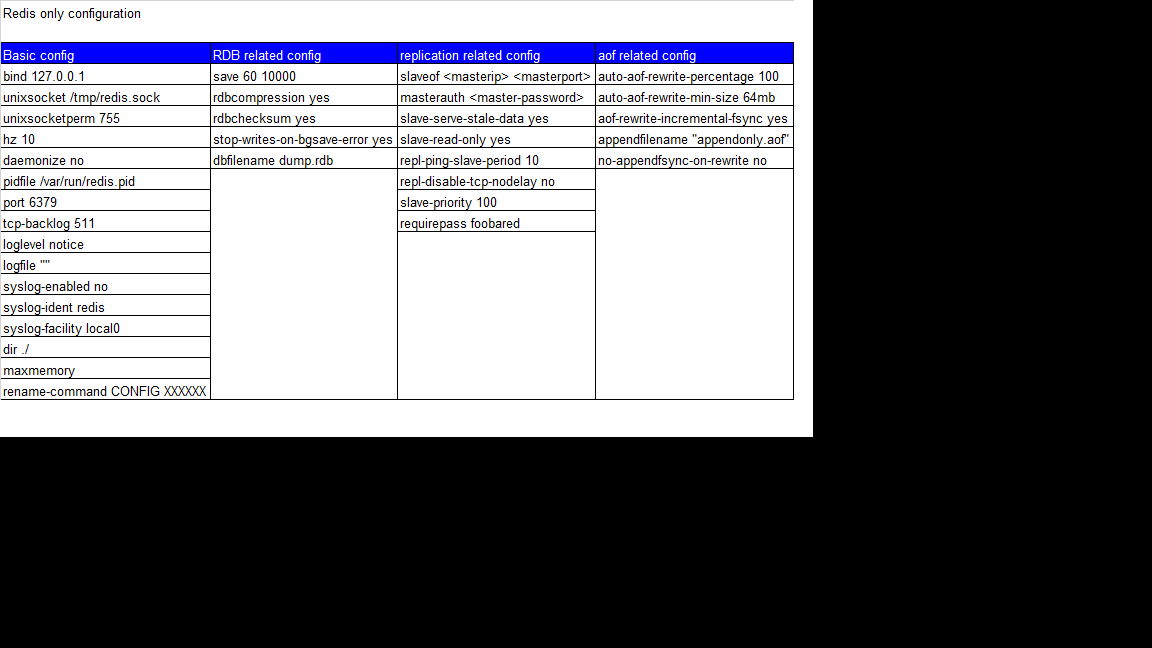 Redis only configuration
Basic config RDB related config replication related config aof related config
bind 127.0.0.1 save 60 10000 slaveof <masterip> <masterport> auto-aof-rewrite-percentage 100
unixsocket /tmp/redis.sock rdbcompression yes masterauth <master-password> auto-aof-rewrite-min-size 64mb
unixsocketperm 755 rdbchecksum yes slave-serve-stale-data yes aof-rewrite-incremental-fsync yes
hz 10 stop-writes-on-bgsave-error yes slave-read-only yes appendfilename "appendonly.aof"
daemonize no dbfilename dump.rdb repl-ping-slave-period 10 no-appendfsync-on-rewrite no
pidfile /var/run/redis.pid repl-disable-tcp-nodelay no
port 6379 slave-priority 100
tcp-backlog 511 requirepass foobared
loglevel notice
logfile ""
syslog-enabled no
syslog-ident redis
syslog-facility local0
dir ./
maxmemory
rename-command CONFIG XXXXXX